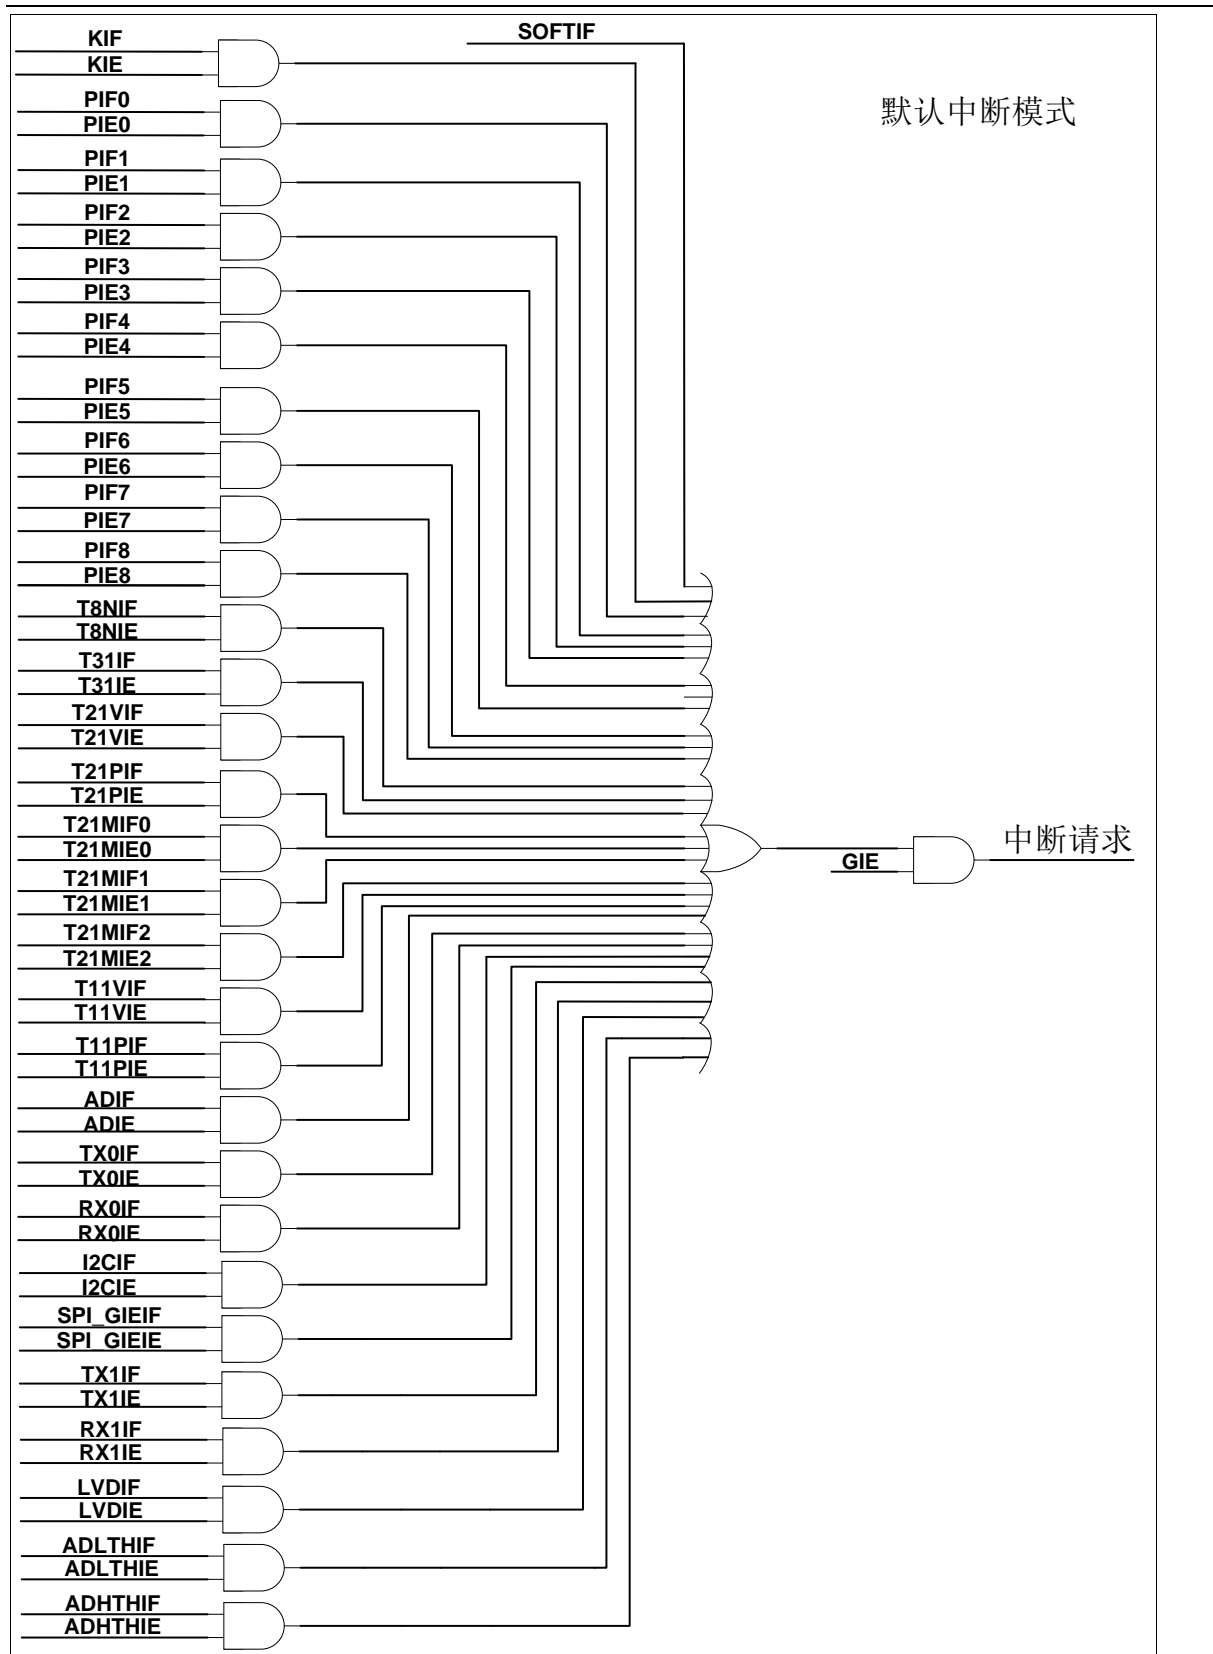 SOFTIF
默认中断模式
KIF
KIE
PIF0
PIE0
PIF1
PIE1
PIF2
PIE2
PIF3
PIE3
PIF4
PIE4
PIF5
PIE5
PIF6
PIE6
PIF7
PIE7
PIF8
PIE8
T8NIF
T8NIE
T31IF
T31IE
T21VIF
T21VIE
T21PIF
T21PIE
T21MIF0
T21MIE0
T21MIF1
T21MIE1
T21MIF2
T21MIE2
T11VIF
T11VIE
T11PIF
T11PIE
ADIF
ADIE
TX0IF
TX0IE
RX0IF
RX0IE
I2CIF
I2CIE
SPI_GIEIF
SPI_GIEIE
TX1IF
TX1IE
RX1IF
RX1IE
LVDIF
LVDIE
ADLTHIF
ADLTHIE
ADHTHIF
ADHTHIE
GIE
中断请求